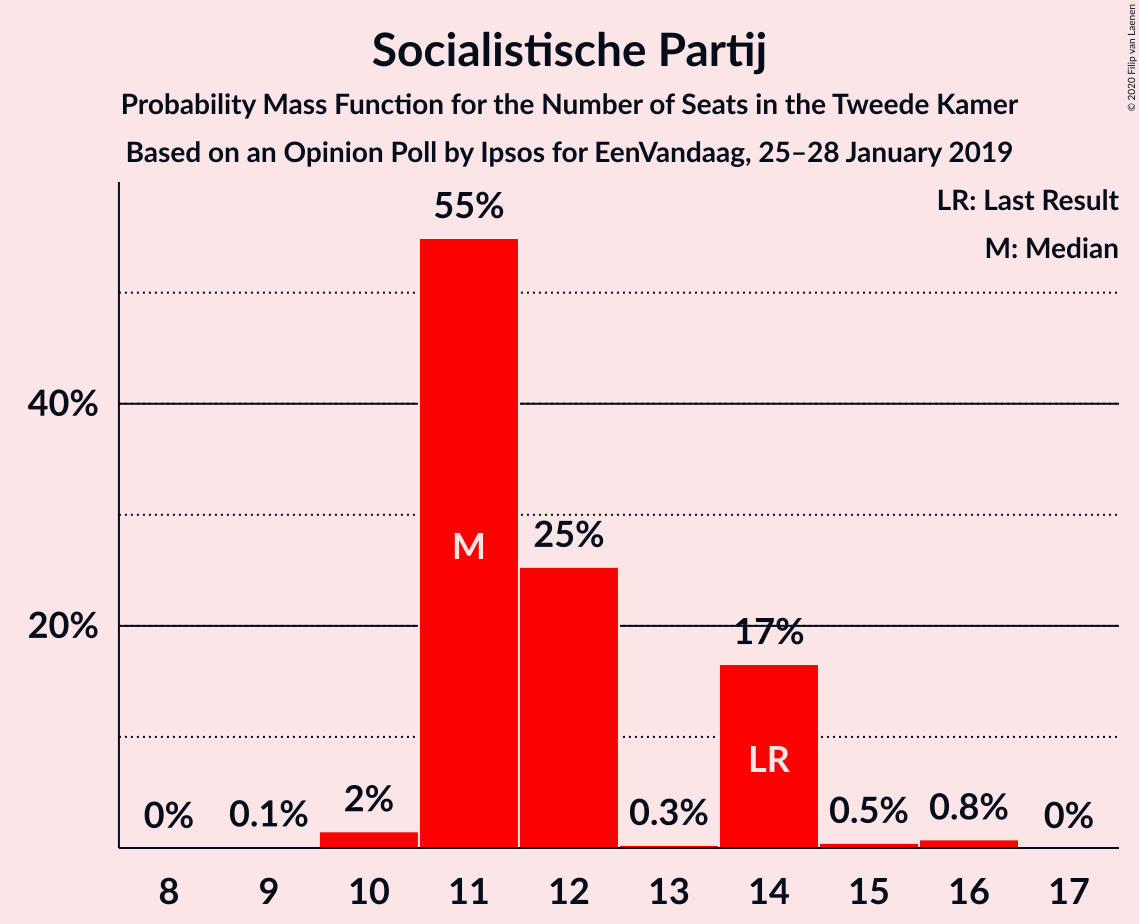 © 2020 Filip van Laenen
Socialistische Partij
Probability Mass Function for the Number of Seats in the Tweede Kamer
Based on an Opinion Poll by Ipsos for EenVandaag, 25–28 January 2019
LR: Last Result
M: Median
55%
40%
M
25%
20%
17%
LR
0%
0.1%
2%
0.3%
0.5%
0.8%
0%
8 9 10 11 12 13 14 15 16 17